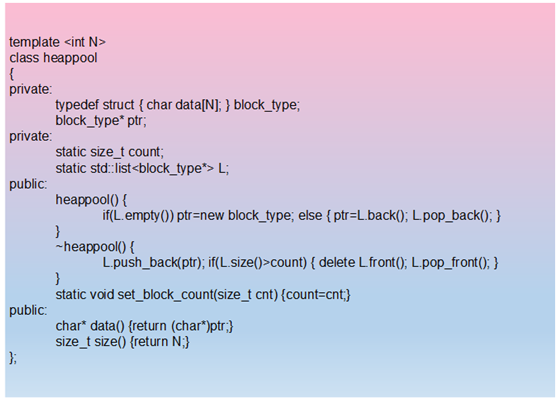 template <int N>
class heappool
{
private:
typedef struct { char data[N]; } block_type;
block_type* ptr;
private:
static size_t count;
static std::list<block_type*> L;
public:
heappool() {
if(L.empty()) ptr=new block_type; else { ptr=L.back(); L.pop_back(); }
}
~heappool() {
L.push_back(ptr); if(L.size()>count) { delete L.front(); L.pop_front(); }
}
static void set_block_count(size_t cnt) {count=cnt;}
public:
char* data() {return (char*)ptr;}
size_t size() {return N;}
};